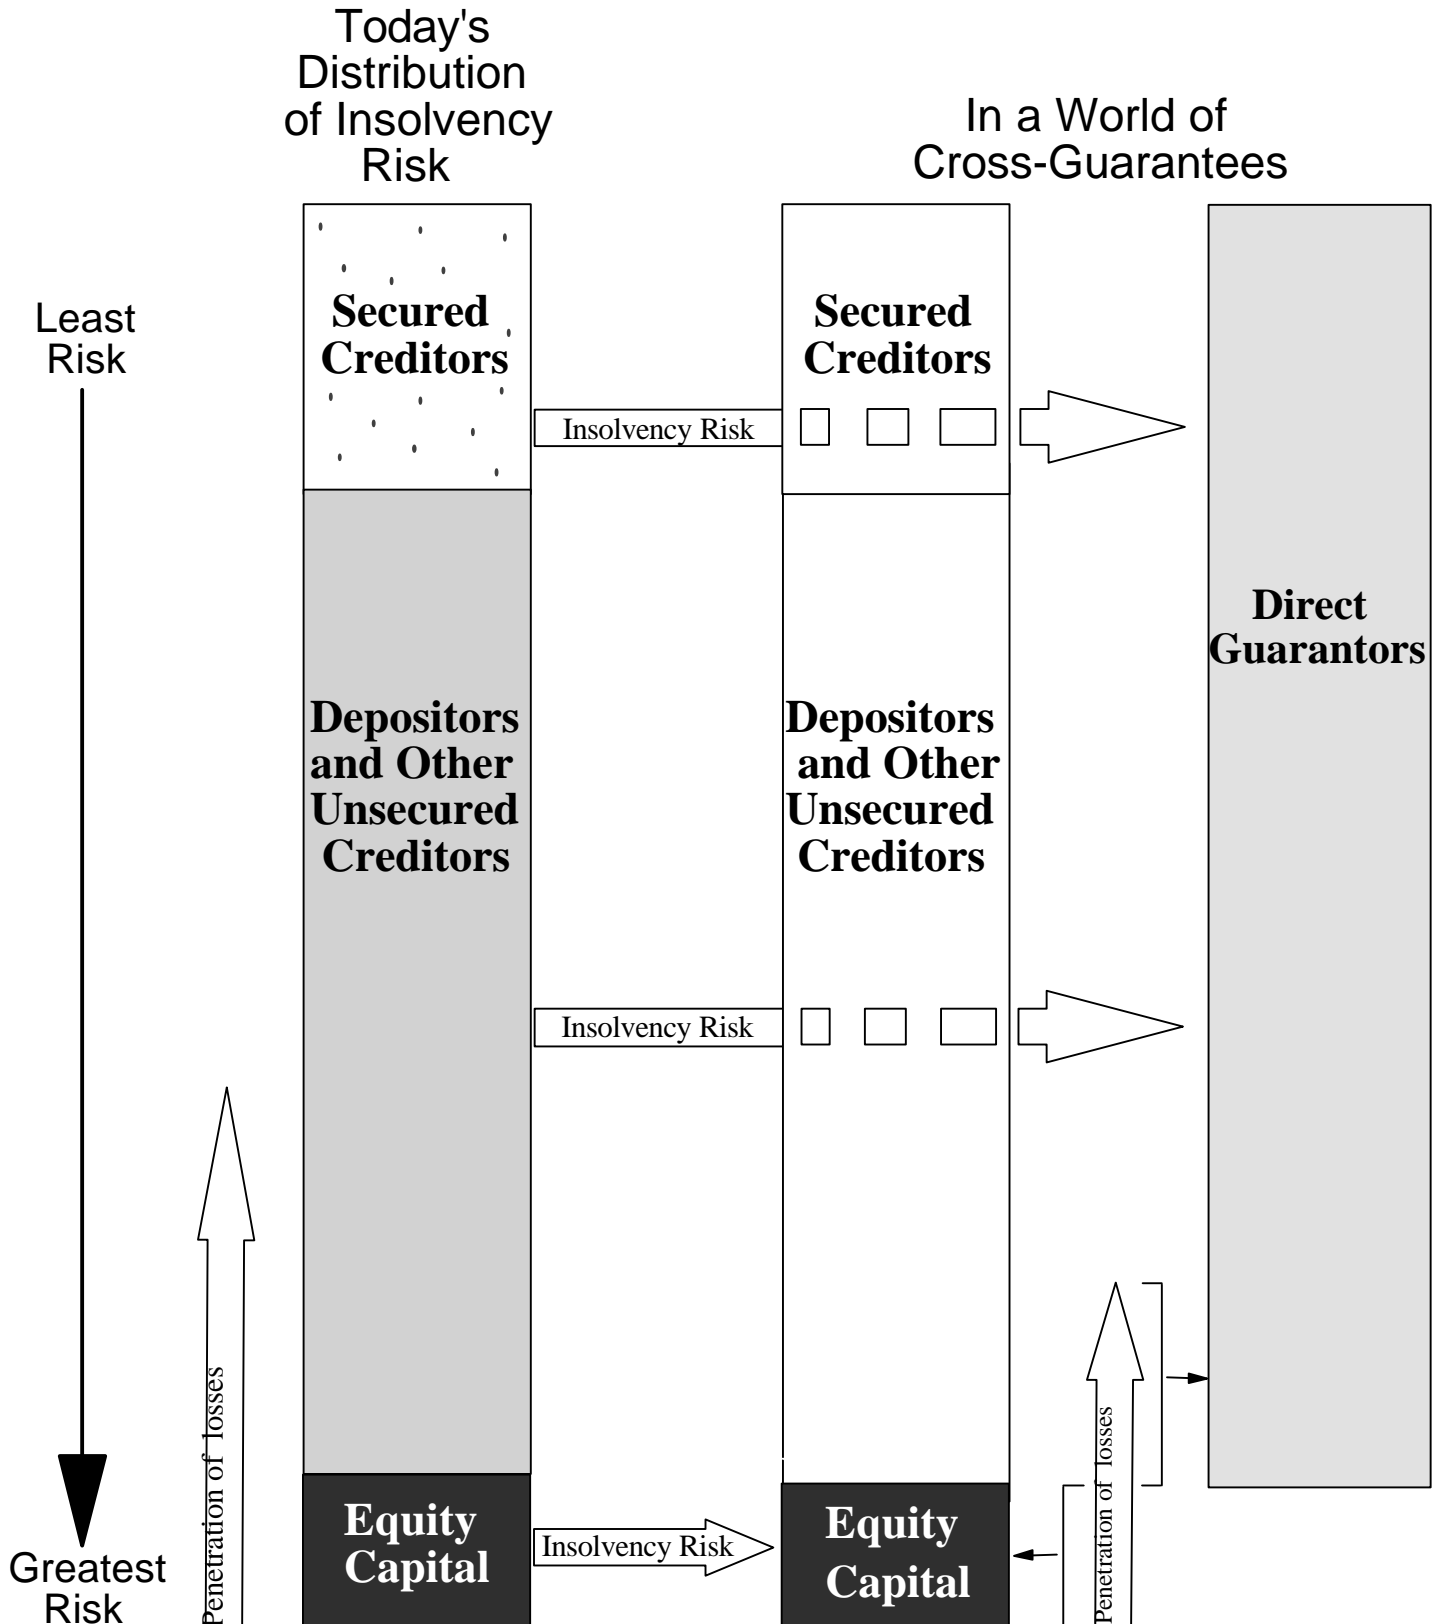 Today's
Distribution
of Insolvency
Risk
In a World of
Cross-Guarantees
Least
Risk
Secured
Creditors
Secured
Creditors
Insolvency Risk
Direct
Guarantors
Depositors
and Other
Unsecured
Creditors
Depositors
and Other
Unsecured
Creditors
Insolvency Risk
Penetration of losses
Penetration of losses
Equity
Capital
Insolvency Risk
Equity
Capital
Greatest
Risk